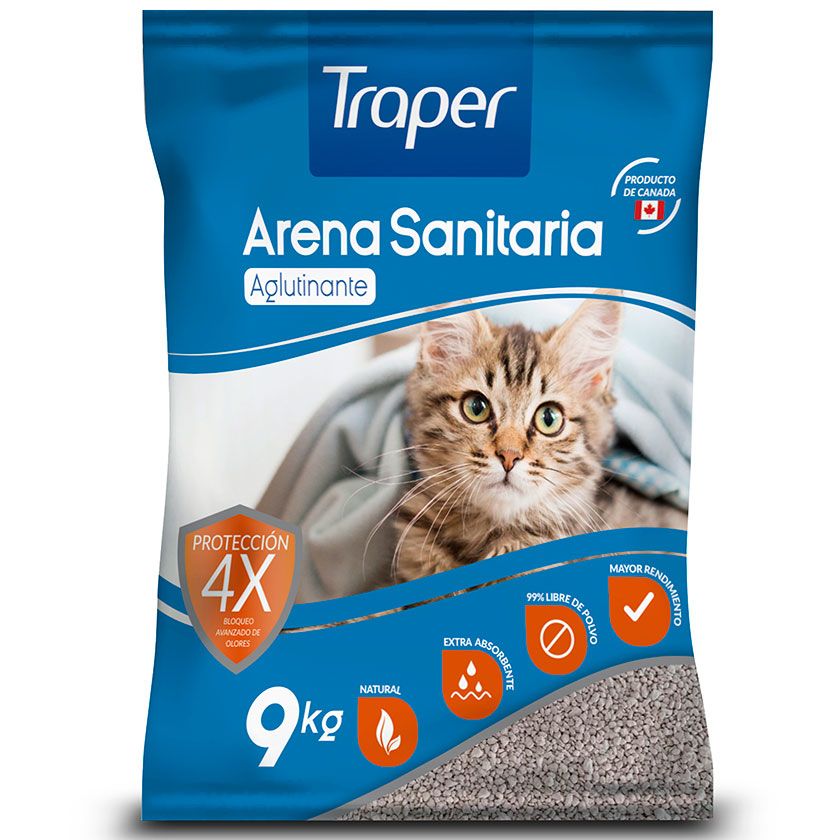 Traper
PRODUCTO
DE CANADA
Arena Sanitaria
Aglutinante
PROTECCIÓN
4X
BLOQUEO
AVANZADO DE
OLORES
9kg
NATURAL
EXTRA ABSORBENTE
99% LIBRE DE POLVO
MAYOR RENDIMIENTO